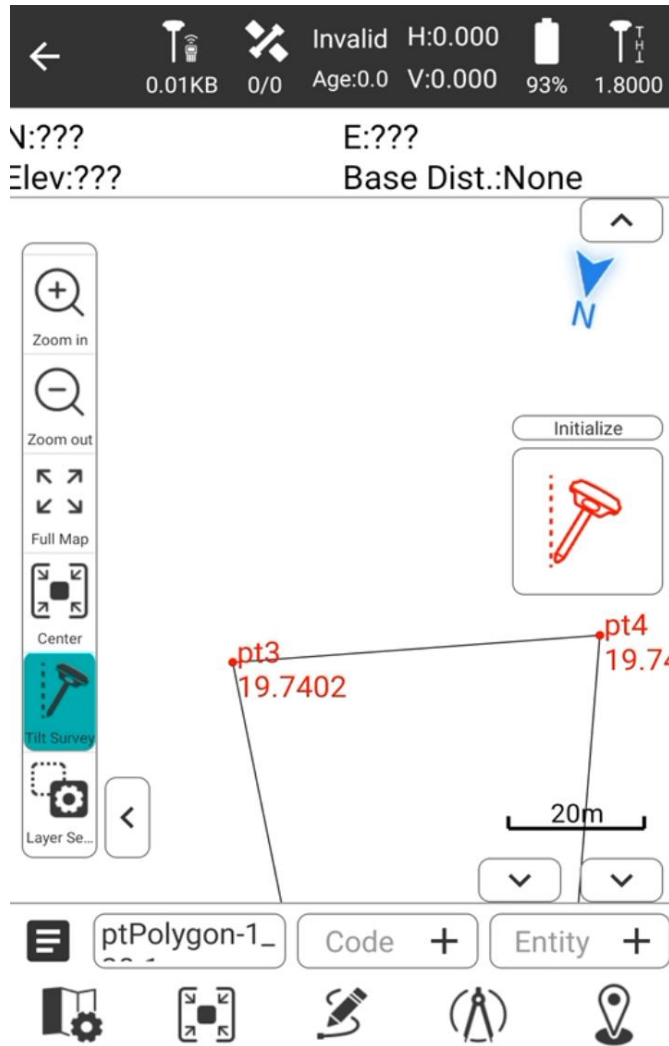 Invalid H:0.000
0.01KB 0/0 Age:0.0 V:0.000 93% 1.8000
T
H
I
N:??? E:???
Elev:??? Base Dist.:None
N
Zoom in
Zoom out
Full Map
Center
Tilt Survey
Layer Se...
Initialize
pt3
19.7402
pt4
19.74
20m
ptPolygon-1_
Code + Entity +